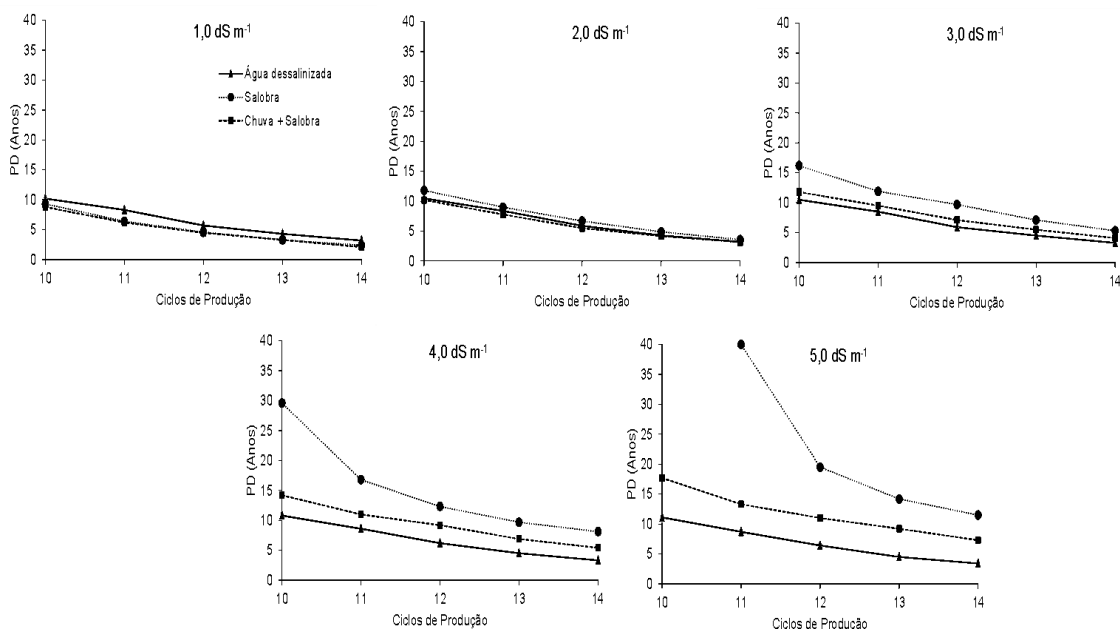 1,0 dS m-1
40
35
30
25
20
15
10
5
0
PD (Anos)
Água dessalinizada
Salobra
Chuva + Salobra
10 11 12 13 14
Ciclos de Produção
2,0 dS m-1
40
35
30
25
20
15
10
5
0
PD (Anos)
10 11 12 13 14
Ciclos de Produção
3,0 dS m-1
40
35
30
25
20
15
10
5
0
PD (Anos)
10 11 12 13 14
Ciclos de Produção
4,0 dS m-1
40
35
30
25
20
15
10
5
0
PD (Anos)
10 11 12 13 14
Ciclos de Produção
5,0 dS m-1
40
35
30
25
20
15
10
5
0
PD (Anos)
10 11 12 13 14
Ciclos de Produção